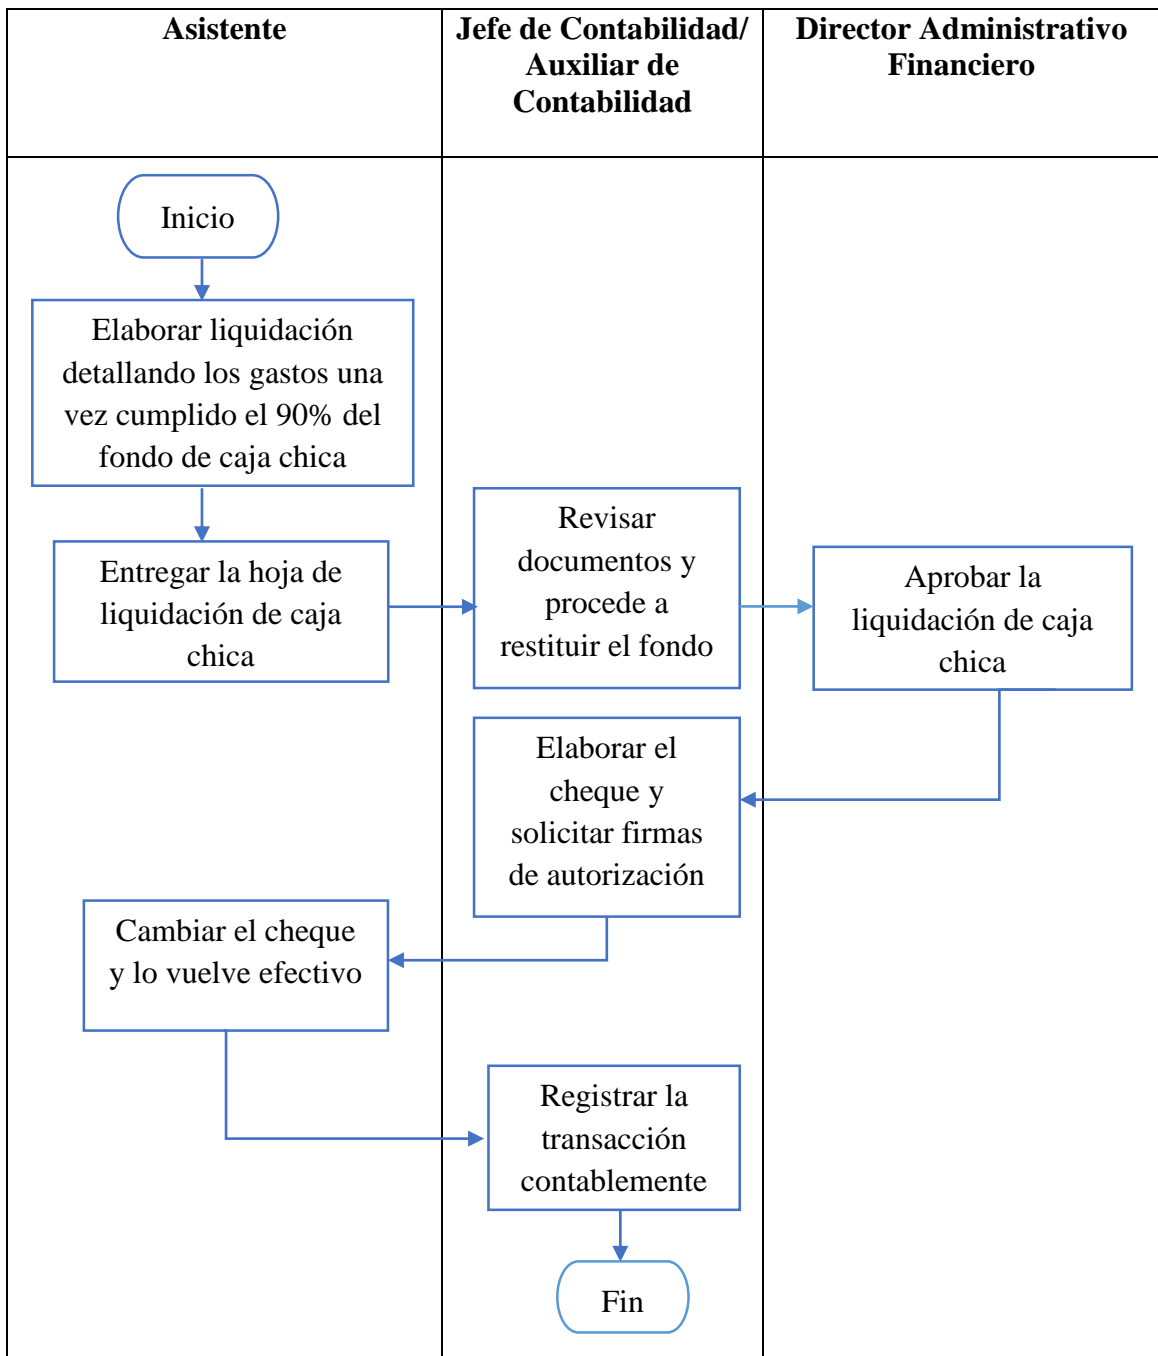 Asistente
Jefe de Contabilidad/
Auxiliar de
Contabilidad
Director Administrativo
Financiero
Inicio
Elaborar liquidación
detallando los gastos una
vez cumplido el 90% del
fondo de caja chica
Entregar la hoja de
liquidación de caja
chica
Revisar
documentos y
procede a
restituir el fondo
Aprobar la
liquidación de caja
chica
Elaborar el
cheque y
solicitar firmas
de autorización
Cambiar el cheque
y lo vuelve efectivo
Registrar la
transacción
contablemente
Fin